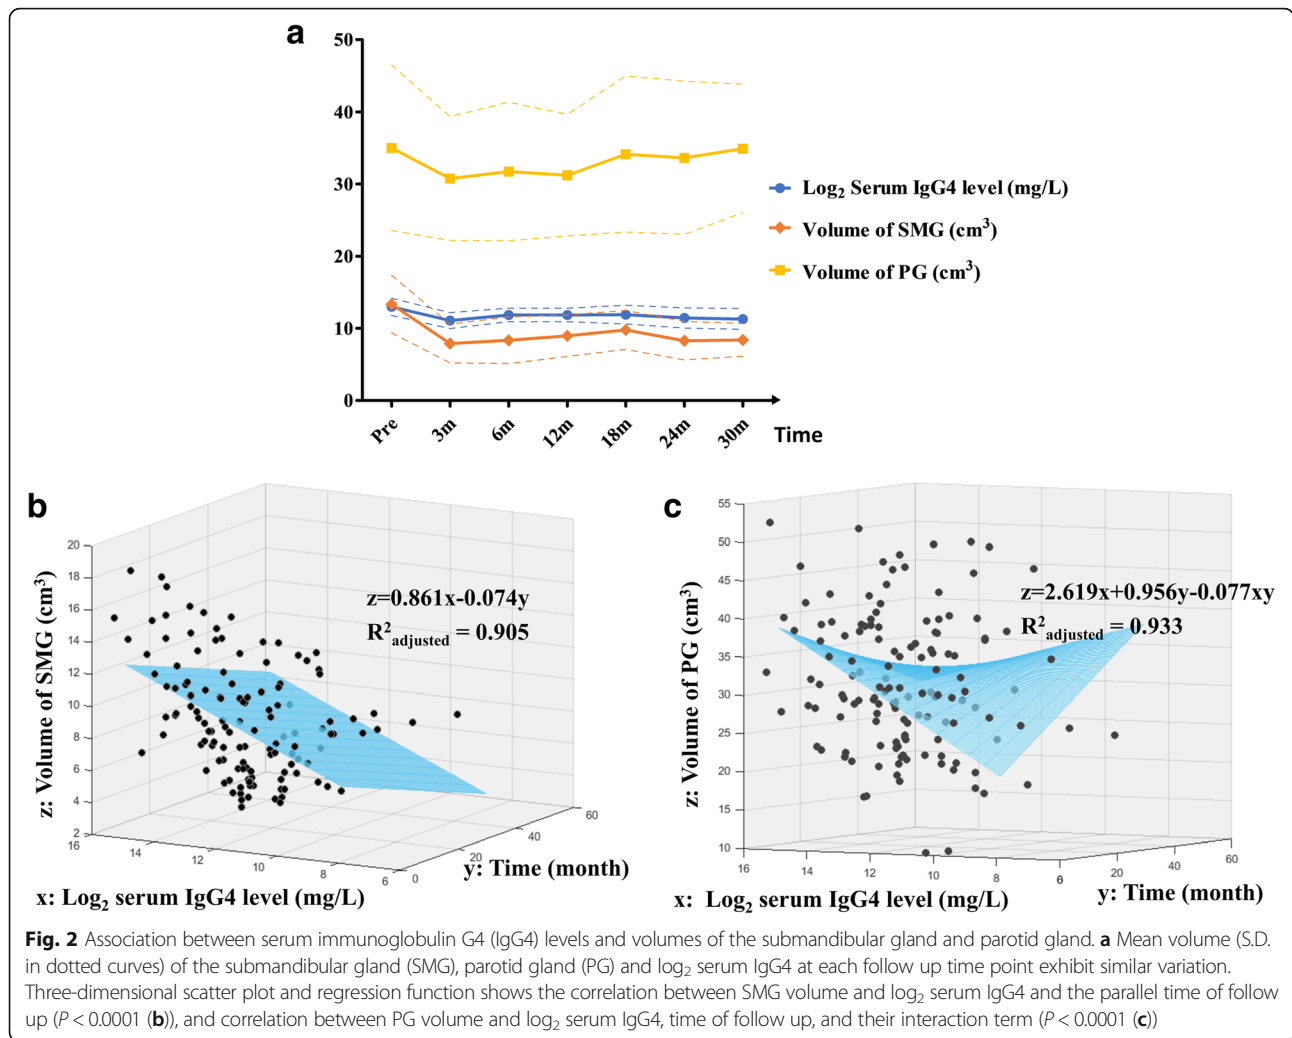 a
50
40
30
20
10
0
Pre 3m 6m 12m 18m 24m 30m Time
Log2 Serum IgG4 level (mg/L)
Volume of SMG (cm3)
Volume of PG (cm3)
b
z: Volume of SMG (cm3)
20
18
16
14
12
10
8
6
4
2
16 14 12 10 8 6
0 20 40 60
z=0.861x-0.074y
R2adjusted = 0.905
x: Log2 serum IgG4 level (mg/L)
y: Time (month)
c
z: Volume of PG (cm3)
55
50
45
40
35
30
25
20
15
10
16 14 12 10 8 6
0 20 40 60
z=2.619x+0.956y-0.077xy
R2adjusted = 0.933
x: Log2 serum IgG4 level (mg/L)
y: Time (month)
Fig. 2 Association between serum immunoglobulin G4 (IgG4) levels and volumes of the submandibular gland and parotid gland. a Mean volume (S.D.
in dotted curves) of the submandibular gland (SMG), parotid gland (PG) and log2 serum IgG4 at each follow up time point exhibit similar variation.
Three-dimensional scatter plot and regression function shows the correlation between SMG volume and log2 serum IgG4 and the parallel time of follow
up (P < 0.0001 (b)), and correlation between PG volume and log2 serum IgG4, time of follow up, and their interaction term (P < 0.0001 (c))